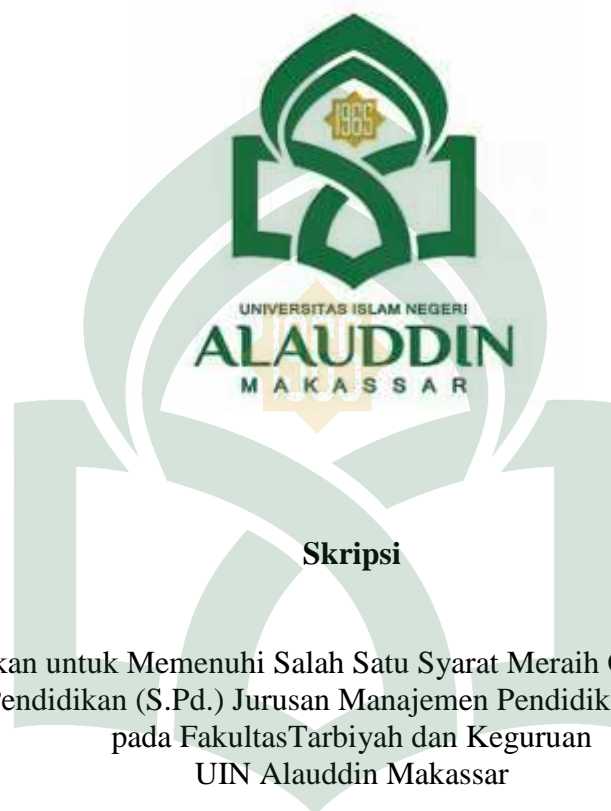 1965
UNIVERSITAS ISLAM NEGERI
ALAUDDIN
MAKASSAR
Skripsi
kan untuk Memenuhi Salah Satu Syarat Meraih
Pendidikan (S.Pd.) Jurusan Manajemen Pendidik
pada FakultasTarbiyah dan Keguruan
UIN Alauddin Makassar